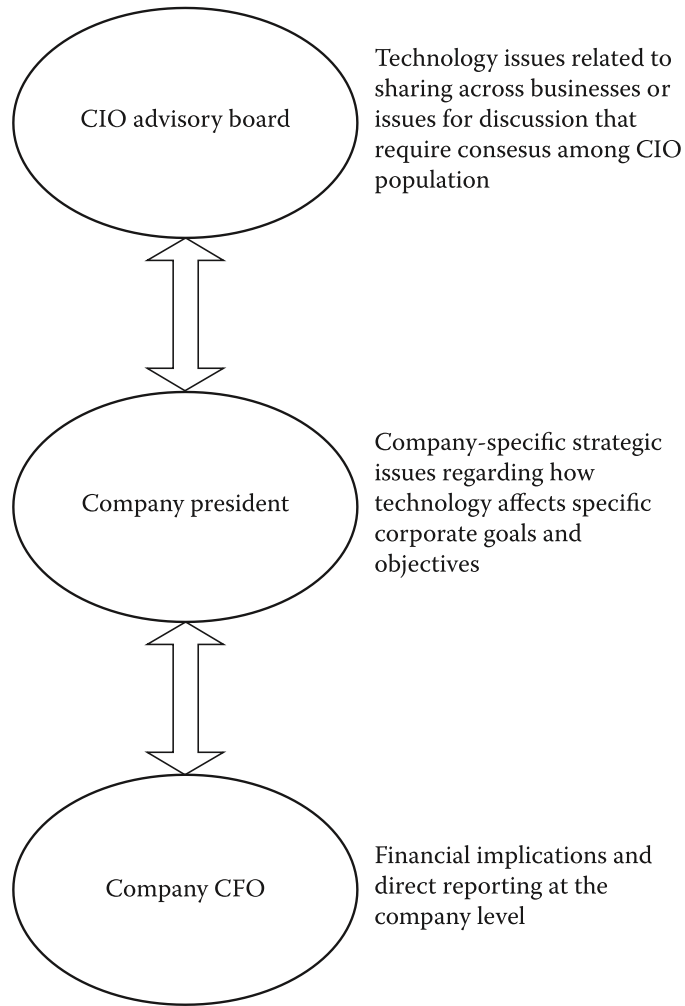 CIO advisory board
Technology issues related to
sharing across businesses or
issues for discussion that
require consesus among CIO
population
Company president
Company-specific strategic
issues regarding how
technology affects specific
corporate goals and
objectives
Company CFO
Financial implications and
direct reporting at the
company level